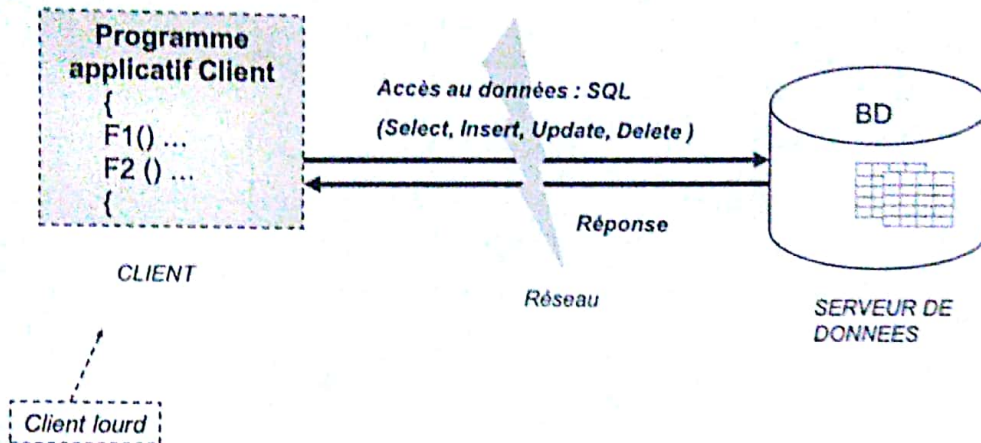 Programme
applicatif Client
{
F1() ...
F2 () ...
{
CLIENT
Client lourd
Accès au données : SQL
(Select, Insert, Update, Delete )
Réponse
Réseau
BD
SERVEUR DE
DONNEES